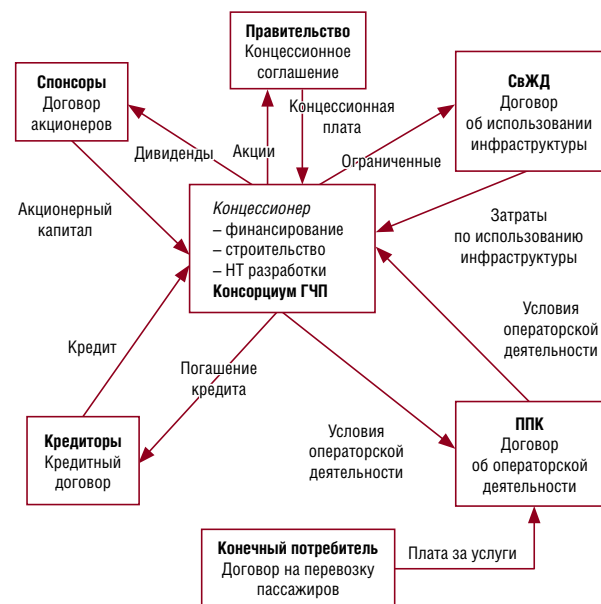 Правительство
Концессионное
соглашение
Спонсоры
Договор
акционеров
СвЖД
Договор
об использовании
инфраструктуры
Концессионная
плата
Дивиденды
Акции
Ограниченные
Акционерный
капитал
Концессионер
– финансирование
– строительство
– НТ разработки
Консорциум ГЧП
Затраты
по использованию
инфраструктуры
Условия
операторской
деятельности
Кредит
Погашение
кредита
Условия
операторской
деятельности
Кредиторы
Кредитный
договор
ППК
Договор
об операторской
деятельности
Конечный потребитель
Договор на перевозку
пассажиров
Плата за услуги